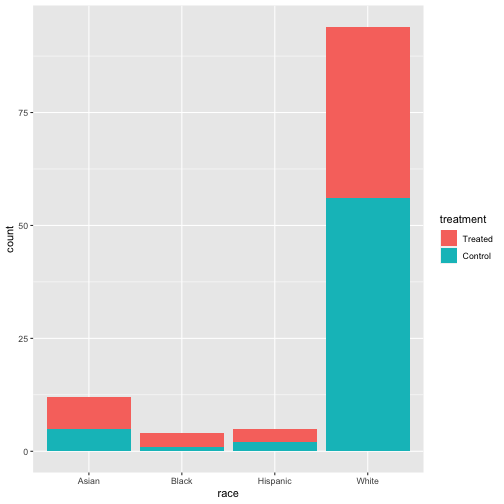 75
50
25
0
count
Asian Black Hispanic White
race
treatment
Treated
Control